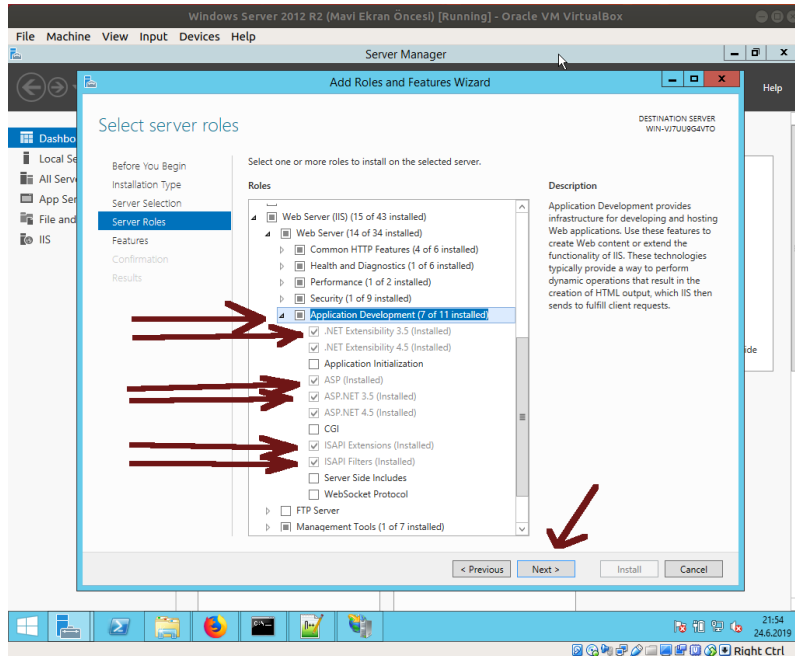 Windows Server 2012 R2 (Mavi Ekran Öncesi) [Running] - Oracle VM VirtualBox
File Machine View Input Devices Help
Server Manager
Add Roles and Features Wizard
Help
Select server roles
DESTINATION SERVER
WIN-VJ7UU9G4VTO
Dashbo
Local Se
All Serv
App Ser
File and
IIS
Before You Begin
Installation Type
Server Selection
Server Roles
Features
Confirmation
Results
Select one or more roles to install on the selected server.
Roles
Web Server (IIS) (15 of 43 installed)
Web Server (14 of 34 installed)
Common HTTP Features (4 of 6 installed)
Health and Diagnostics (1 of 6 installed)
Performance (1 of 2 installed)
Security (1 of 9 installed)
Application Development (7 of 11 installed)
.NET Extensibility 3.5 (Installed)
.NET Extensibility 4.5 (Installed)
Application Initialization
ASP (Installed)
ASP.NET 3.5 (Installed)
ASP.NET 4.5 (Installed)
CGI
ISAPI Extensions (Installed)
ISAPI Filters (Installed)
Server Side Includes
WebSocket Protocol
FTP Server
Management Tools (1 of 7 installed)
Description
Application Development provides
infrastructure for developing and hosting
Web applications. Use these features to
create Web content or extend the
functionality of IIS. These technologies
typically provide a way to perform
dynamic operations that result in the
creation of HTML output, which IIS then
sends to fulfill client requests.
ide
< Previous
Next >
Install
Cancel
21:54
24.6.2019
Right Ctrl